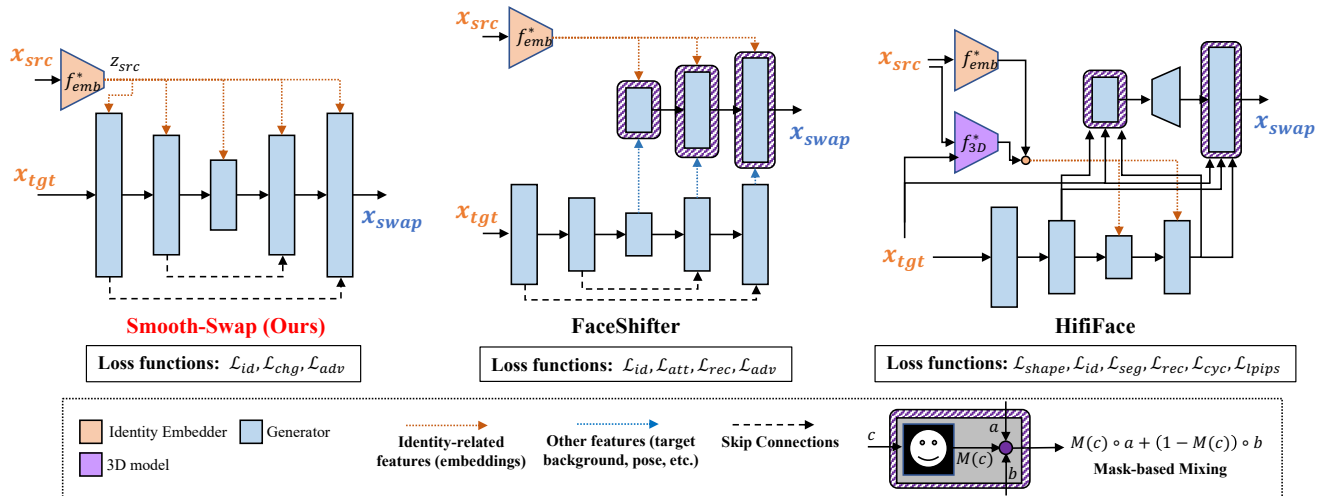 x_src
f*_emb
z_src
x_tgt
x_swap
Smooth-Swap (Ours)
Loss functions: ℒ_id, ℒ_chg, ℒ_adv
x_src
f*_emb
x_swap
x_tgt
FaceShifter
Loss functions: ℒ_id, ℒ_att, ℒ_rec, ℒ_adv
x_src
f*_emb
f*_3D
x_swap
x_tgt
HifiFace
Loss functions: ℒ_shape, ℒ_id, ℒ_seg, ℒ_rec, ℒ_cyc, ℒ_lpips
Identity Embedder
Generator
3D model
Identity-related
features (embeddings)
Other features (target
background, pose, etc.)
Skip Connections
c
M(c)
a
b
M(c) ∘ a + (1 − M(c)) ∘ b
Mask-based Mixing